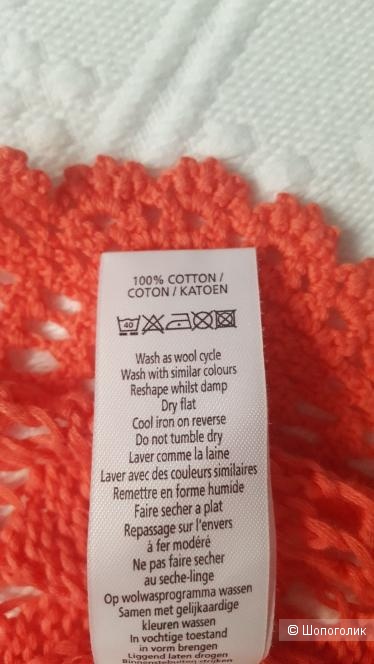 100% COTTON /
COTON / KATOEN
40
Wash as wool cycle
Wash with similar colours
Reshape whilst damp
Dry flat
Cool iron on reverse
Do not tumble dry
Laver comme la laine
Laver avec des couleurs similaires
Remettre en forme humide
Faire secher a plat
Repassage sur l'envers
à fer modéré
Ne pas faire secher
au seche-linge
Op wolwasprogramma wassen
Samen met gelijkaardige
kleuren wassen
In vochtige toestand
in vorm brengen
Liggend laten drogen
Binnenstebuiten strijken
© Шопоголик